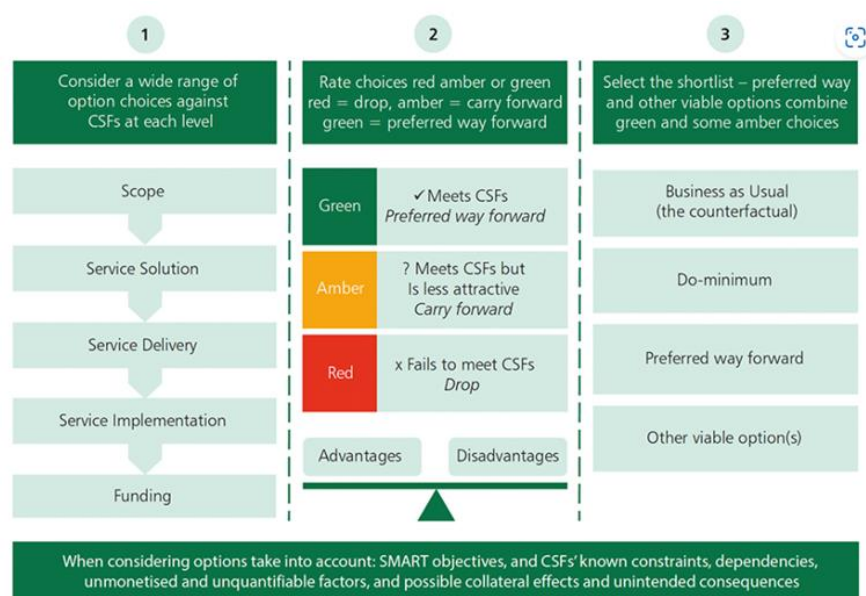 1
Consider a wide range of
option choices against
CSFs at each level
Scope
Service Solution
Service Delivery
Service Implementation
Funding
2
Rate choices red amber or green
red = drop, amber = carry forward
green = preferred way forward
Green
✓ Meets CSFs
Preferred way forward
Amber
? Meets CSFs but
Is less attractive
Carry forward
Red
x Fails to meet CSFs
Drop
Advantages
Disadvantages
3
Select the shortlist – preferred way
and other viable options combine
green and some amber choices
Business as Usual
(the counterfactual)
Do-minimum
Preferred way forward
Other viable option(s)
When considering options take into account: SMART objectives, and CSFs’ known constraints, dependencies,
unmonetised and unquantifiable factors, and possible collateral effects and unintended consequences